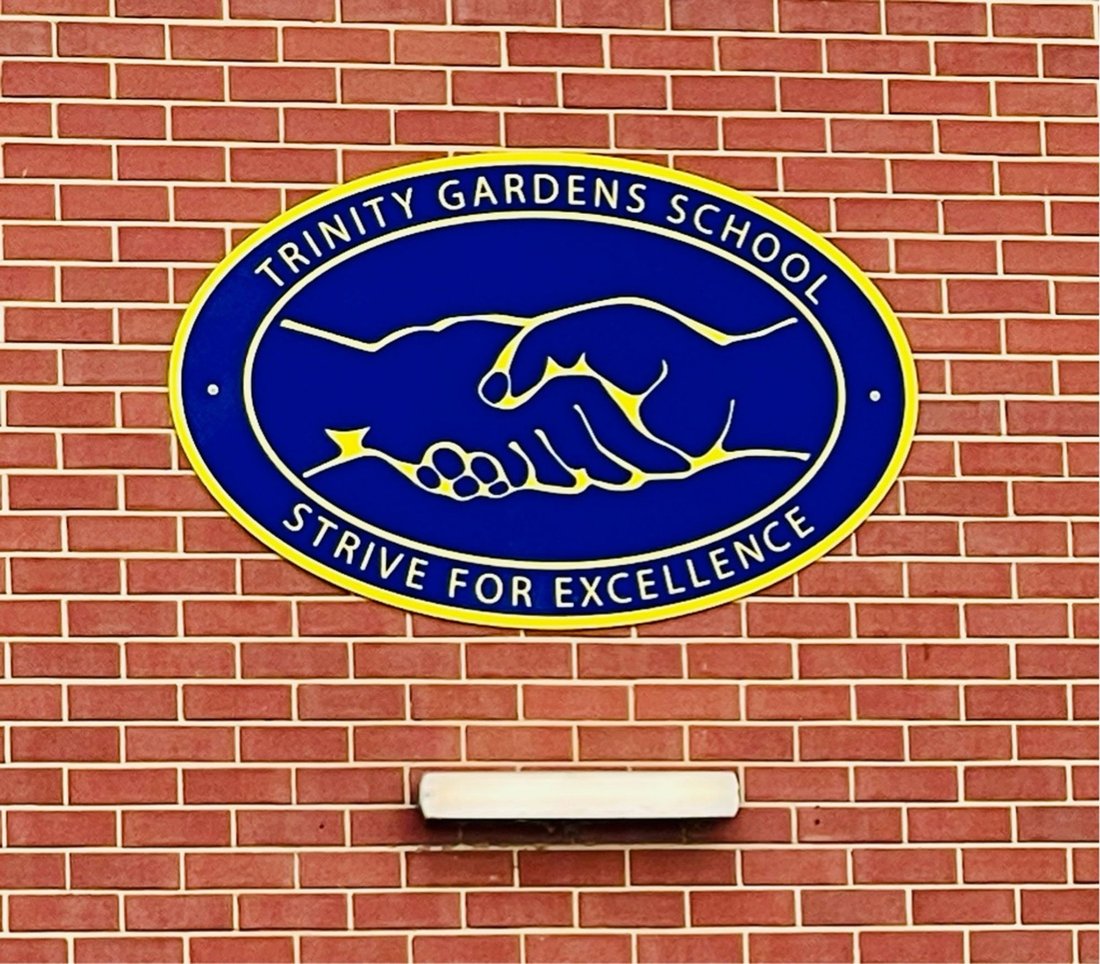 TRINITY GARDENS SCHOOL
STRIVE FOR EXCELLENCE